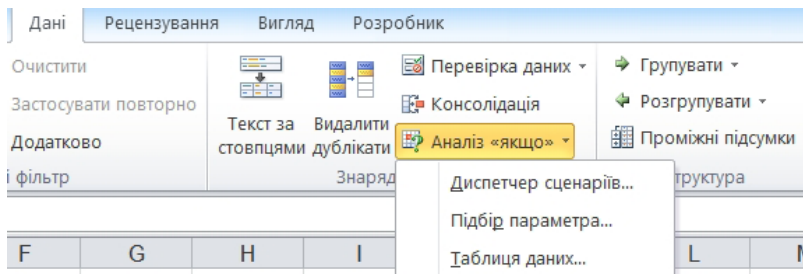 Дані Рецензування Вигляд Розробник
Очистити
Застосувати повторно
Додатково
і фільтр
Текст за
стовпцями
Видалити
дублікати
Перевірка даних
Консолідація
Аналіз «якщо»
Знаряд
Групувати
Розгрупувати
Проміжні підсумки
труктура
Диспетчер сценаріїв...
Підбір параметра...
Таблиця даних...
F G H I L